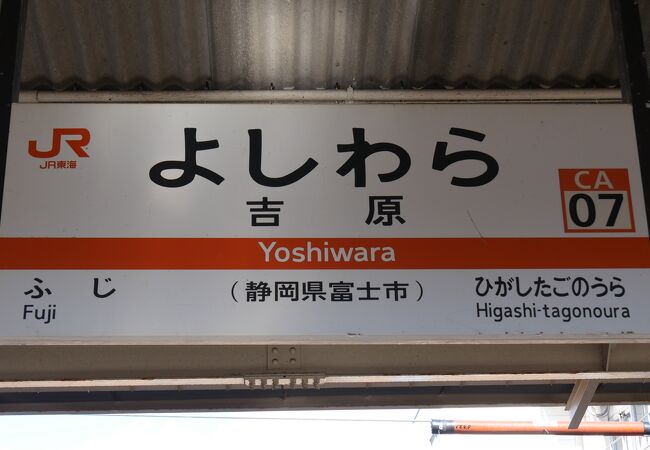 JR
JR東海
よしわら
吉原
CA
07
Yoshiwara
ふじ
Fuji
(静岡県富士市)
ひがしたごのうら
Higashi-tagonoura